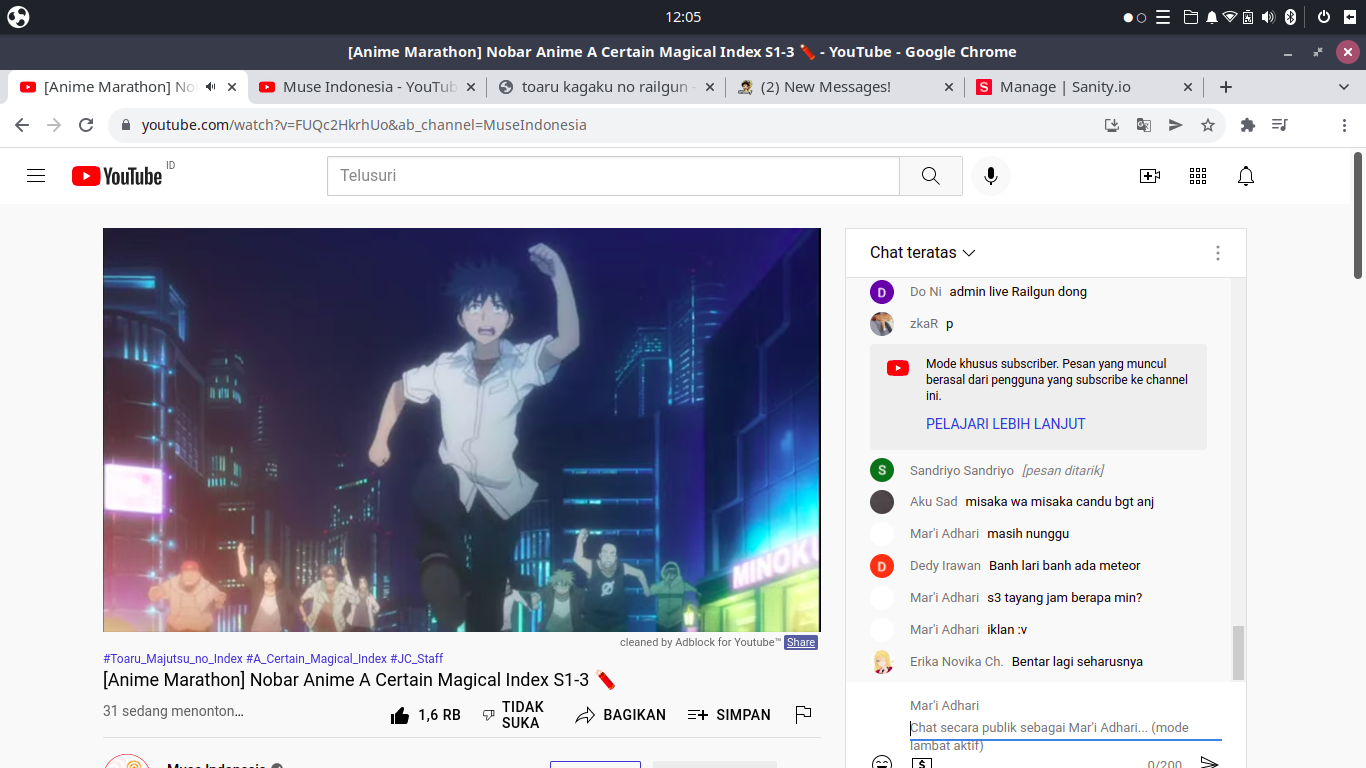 12:05
[Anime Marathon] Nobar Anime A Certain Magical Index S1-3 - YouTube - Google Chrome
[Anime Marathon] No
Muse Indonesia - YouTub
toaru kagaku no railgun -
(2) New Messages!
Manage | Sanity.io
youtube.com/watch?v=FUQc2HkrhUo&ab_channel=MuseIndonesia
YouTube ID
Telusuri
MINOKU
cleaned by Adblock for Youtube™ Share
#Toaru_Majutsu_no_Index #A_Certain_Magical_Index #JC_Staff
[Anime Marathon] Nobar Anime A Certain Magical Index S1-3
31 sedang menonton…
1,6 RB
TIDAK
SUKA
BAGIKAN
SIMPAN
Muse Indonesia
Chat teratas
D Do Ni admin live Railgun dong
zkaR p
Mode khusus subscriber. Pesan yang muncul
berasal dari pengguna yang subscribe ke channel
ini.
PELAJARI LEBIH LANJUT
S Sandriyo Sandriyo [pesan ditarik]
Aku Sad misaka wa misaka candu bgt anj
Mar'i Adhari masih nunggu
D Dedy Irawan Banh lari banh ada meteor
Mar'i Adhari s3 tayang jam berapa min?
Mar'i Adhari iklan :v
Erika Novika Ch. Bentar lagi seharusnya
Mar'i Adhari
Chat secara publik sebagai Mar'i Adhari... (mode
lambat aktif)
0/200